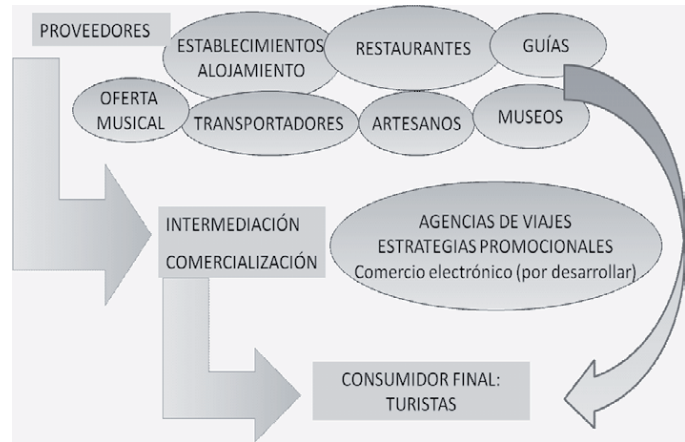 PROVEEDORES
ESTABLECIMIENTOS
ALOJAMIENTO
RESTAURANTES
GUÍAS
OFERTA
MUSICAL
TRANSPORTADORES
ARTESANOS
MUSEOS
INTERMEDIACIÓN
COMERCIALIZACIÓN
AGENCIAS DE VIAJES
ESTRATEGIAS PROMOCIONALES
Comercio electrónico (por desarrollar)
CONSUMIDOR FINAL:
TURISTAS